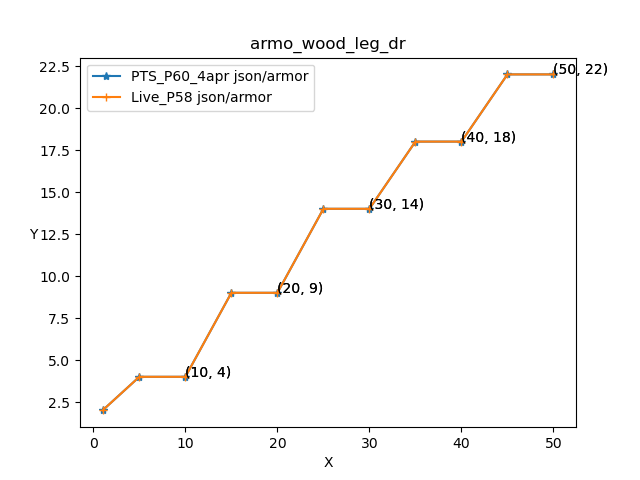 armo_wood_leg_dr
PTS_P60_4apr json/armor
Live_P58 json/armor
22.5
20.0
17.5
15.0
12.5
10.0
7.5
5.0
2.5
Y
(50, 22)
(40, 18)
(30, 14)
(20, 9)
(10, 4)
0 10 20 30 40 50
X